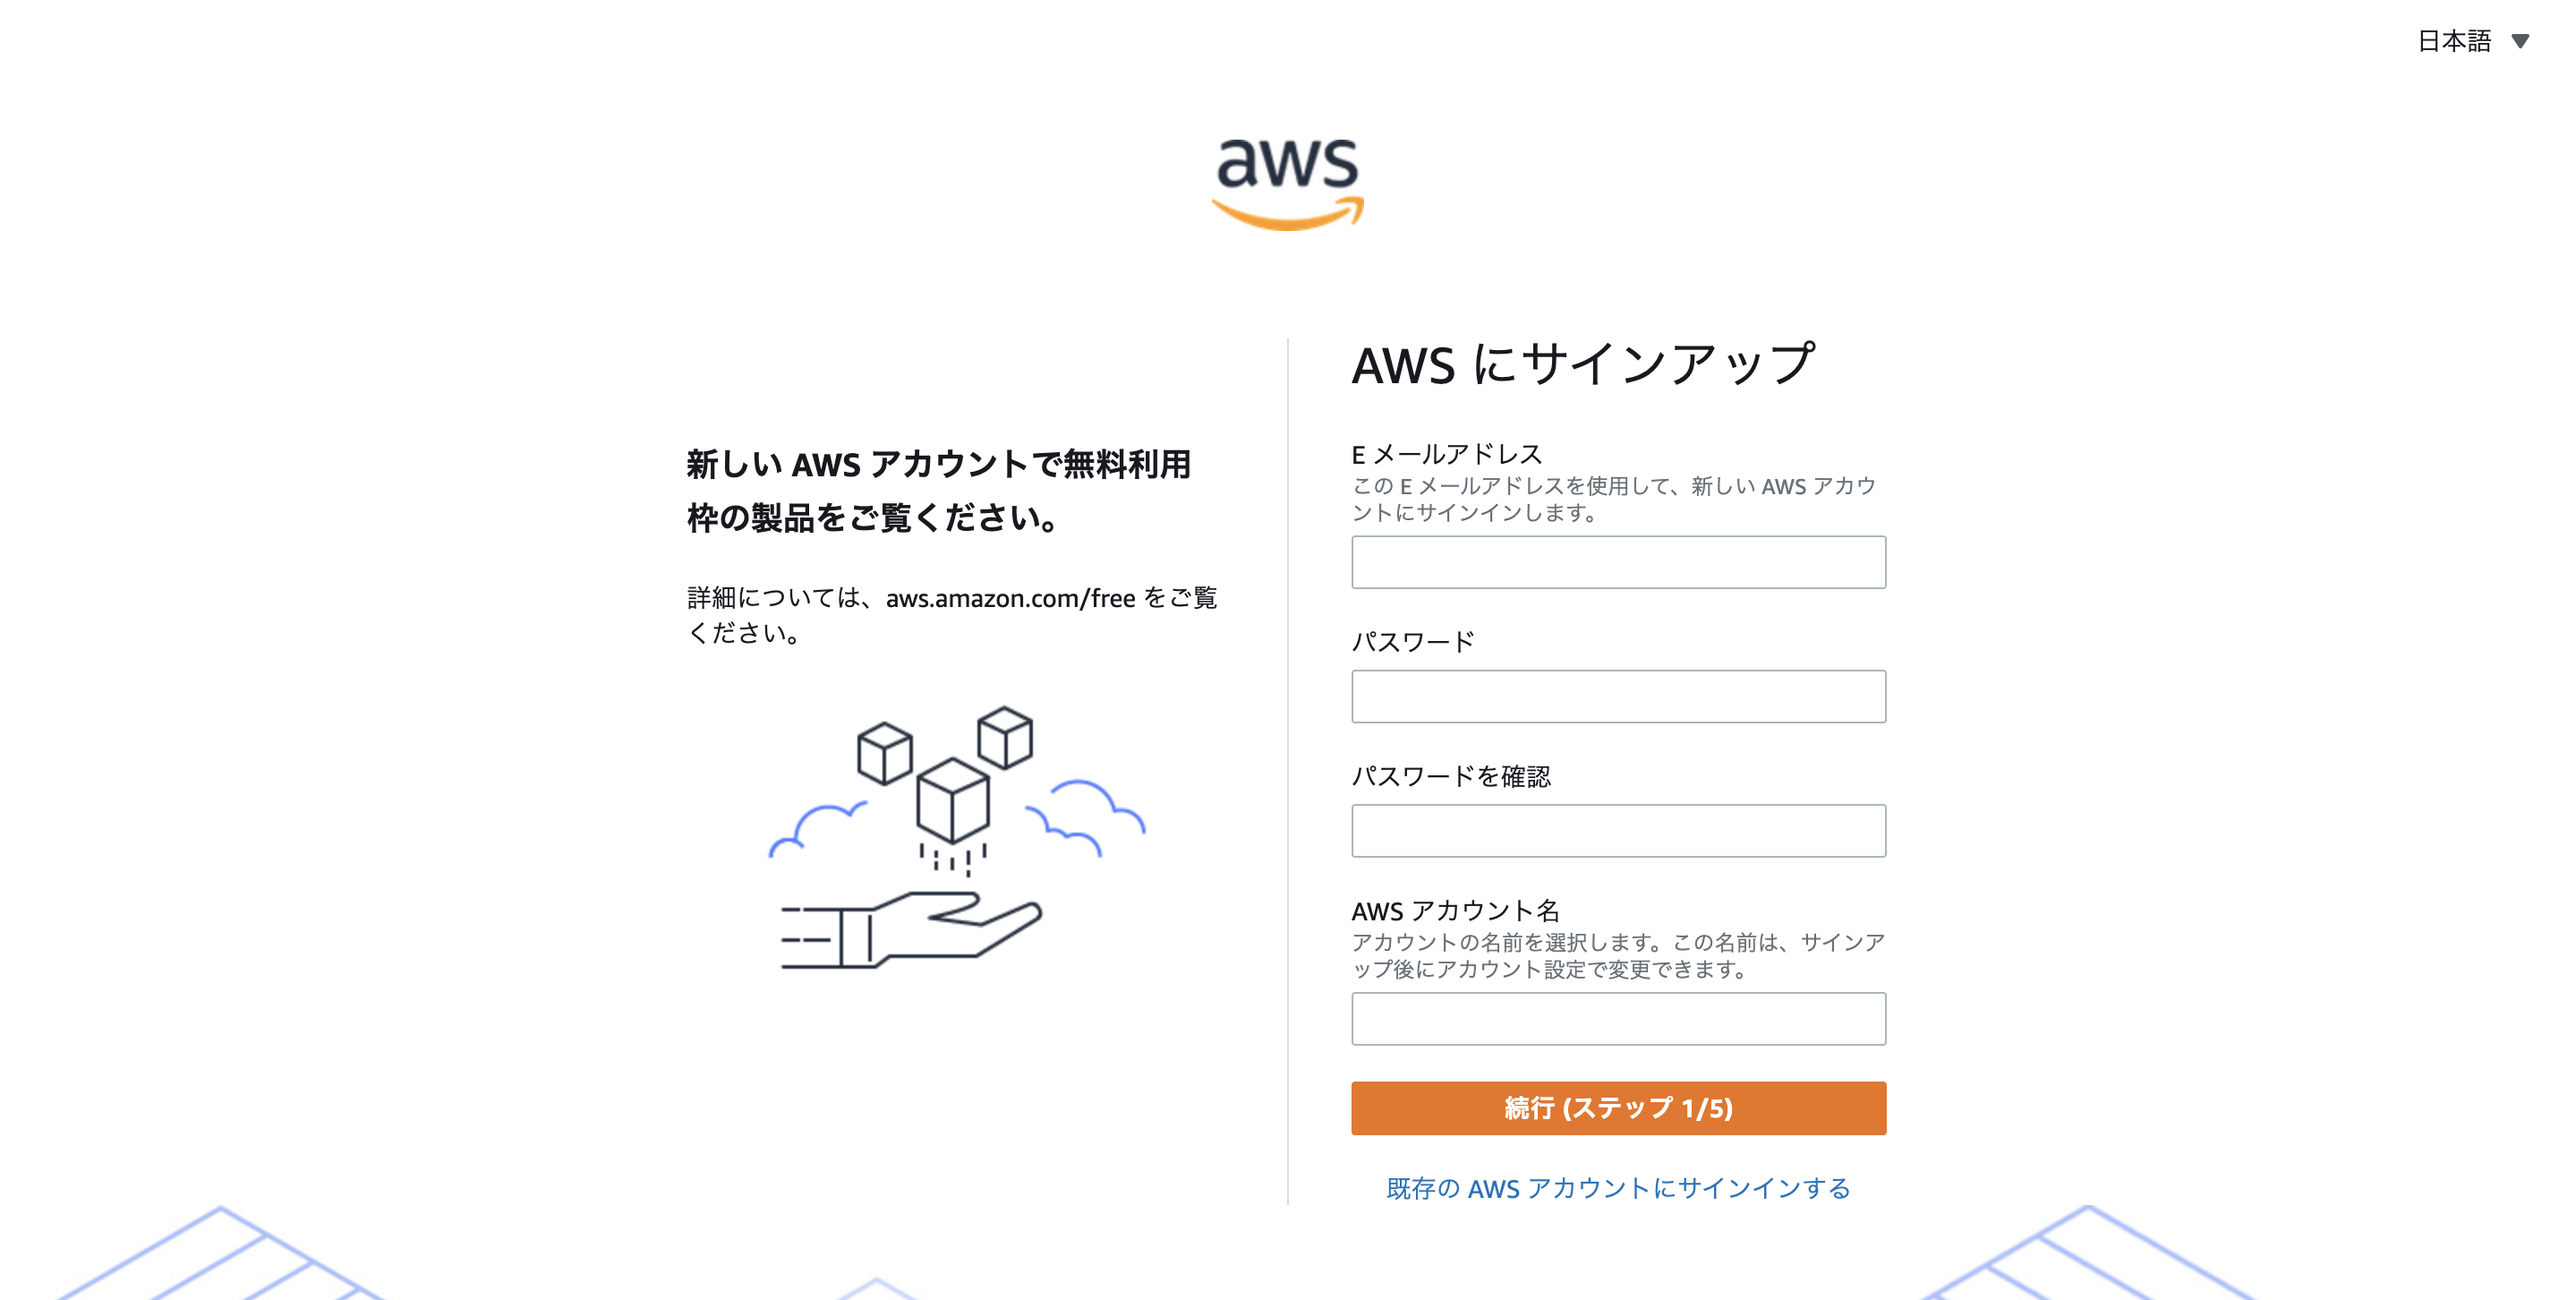 日本語
aws
新しい AWS アカウントで無料利用
枠の製品をご覧ください。
詳細については、aws.amazon.com/free をご覧
ください。
AWS にサインアップ
E メールアドレス
この E メールアドレスを使用して、新しい AWS アカウ
ントにサインインします。
パスワード
パスワードを確認
AWS アカウント名
アカウントの名前を選択します。この名前は、サインア
ップ後にアカウント設定で変更できます。
続行 (ステップ 1/5)
既存の AWS アカウントにサインインする